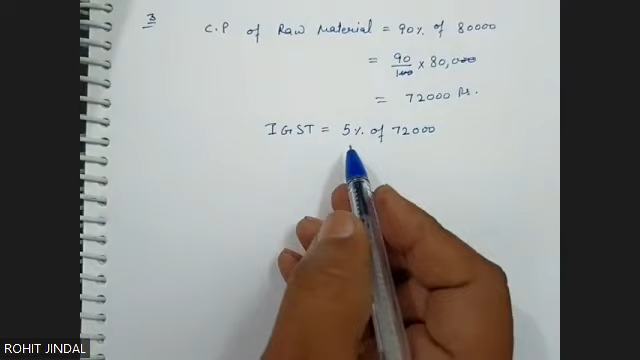 3 C.P of Raw Material = 90% of 80000
= 90/100 × 80,000
= 72000 Rs.
IGST = 5% of 72000
ROHIT JINDAL